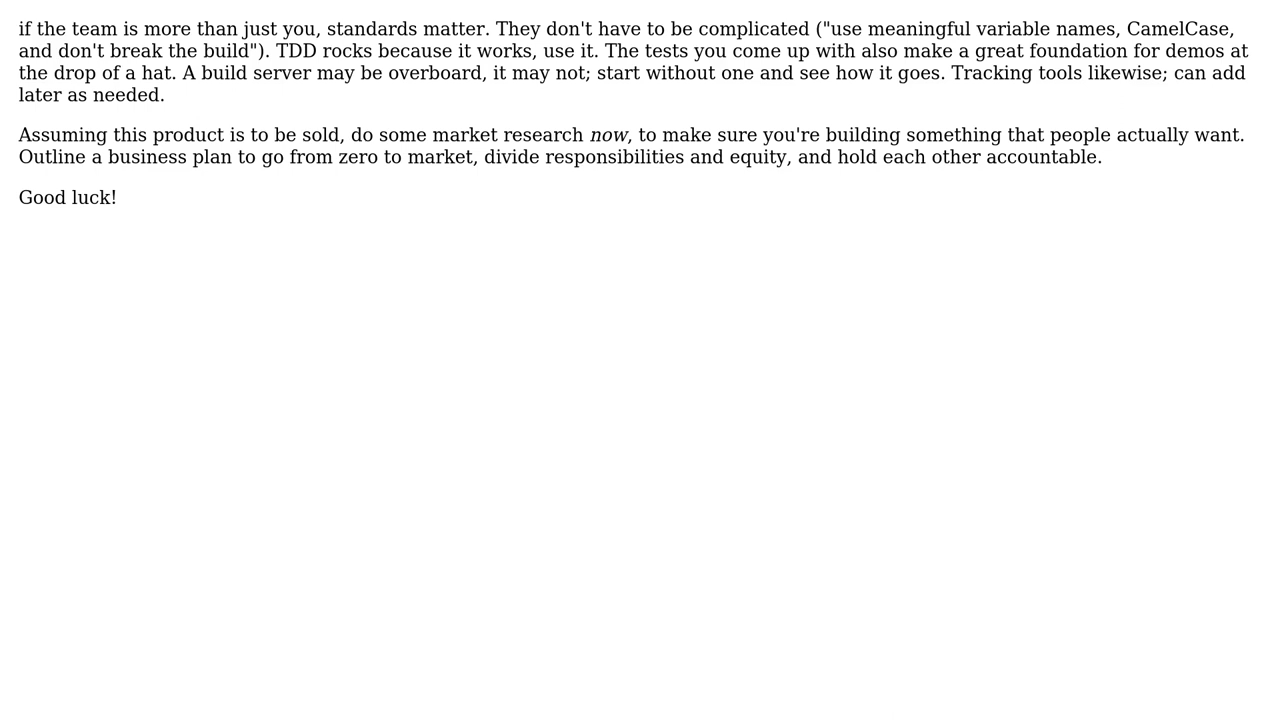 if the team is more than just you, standards matter. They don't have to be complicated ("use meaningful variable names, CamelCase,
and don't break the build"). TDD rocks because it works, use it. The tests you come up with also make a great foundation for demos at
the drop of a hat. A build server may be overboard, it may not; start without one and see how it goes. Tracking tools likewise; can add
later as needed.
Assuming this product is to be sold, do some market research now, to make sure you're building something that people actually want.
Outline a business plan to go from zero to market, divide responsibilities and equity, and hold each other accountable.
Good luck!